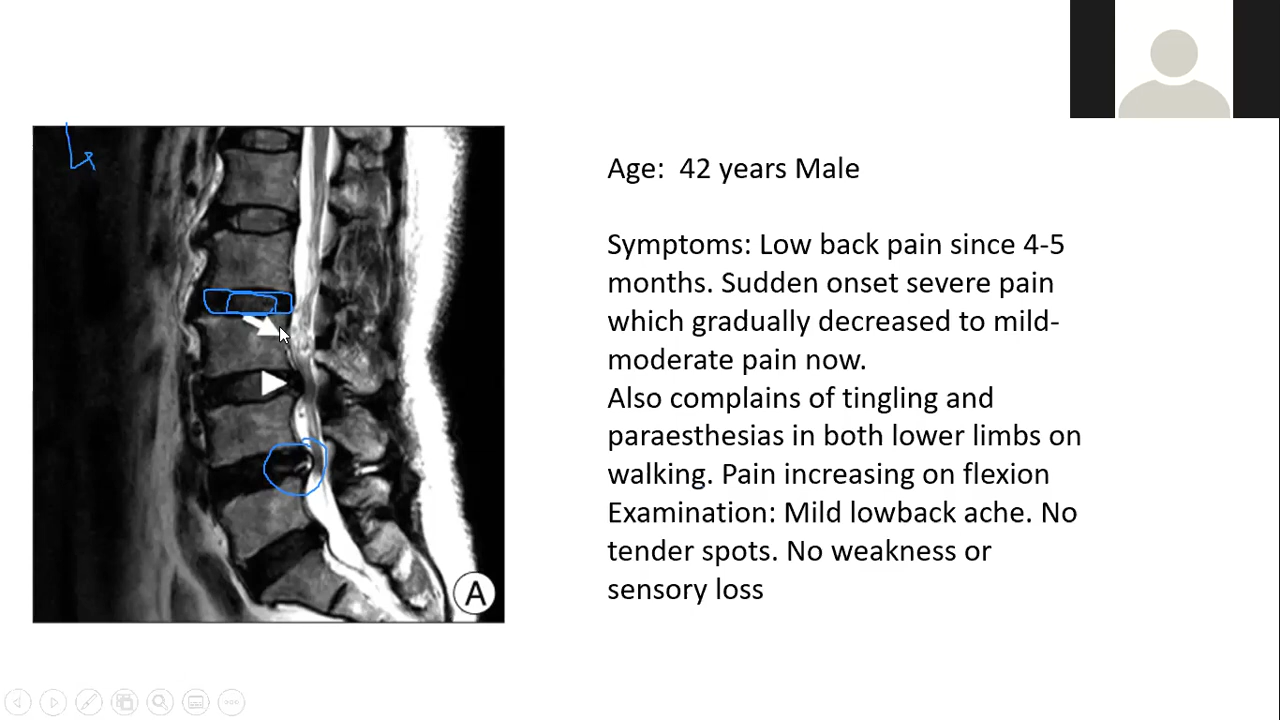 Age:  42 years Male
Symptoms: Low back pain since 4-5
months. Sudden onset severe pain
which gradually decreased to mild-
moderate pain now.
Also complains of tingling and
paraesthesias in both lower limbs on
walking. Pain increasing on flexion
Examination: Mild lowback ache. No
tender spots. No weakness or
sensory loss
A